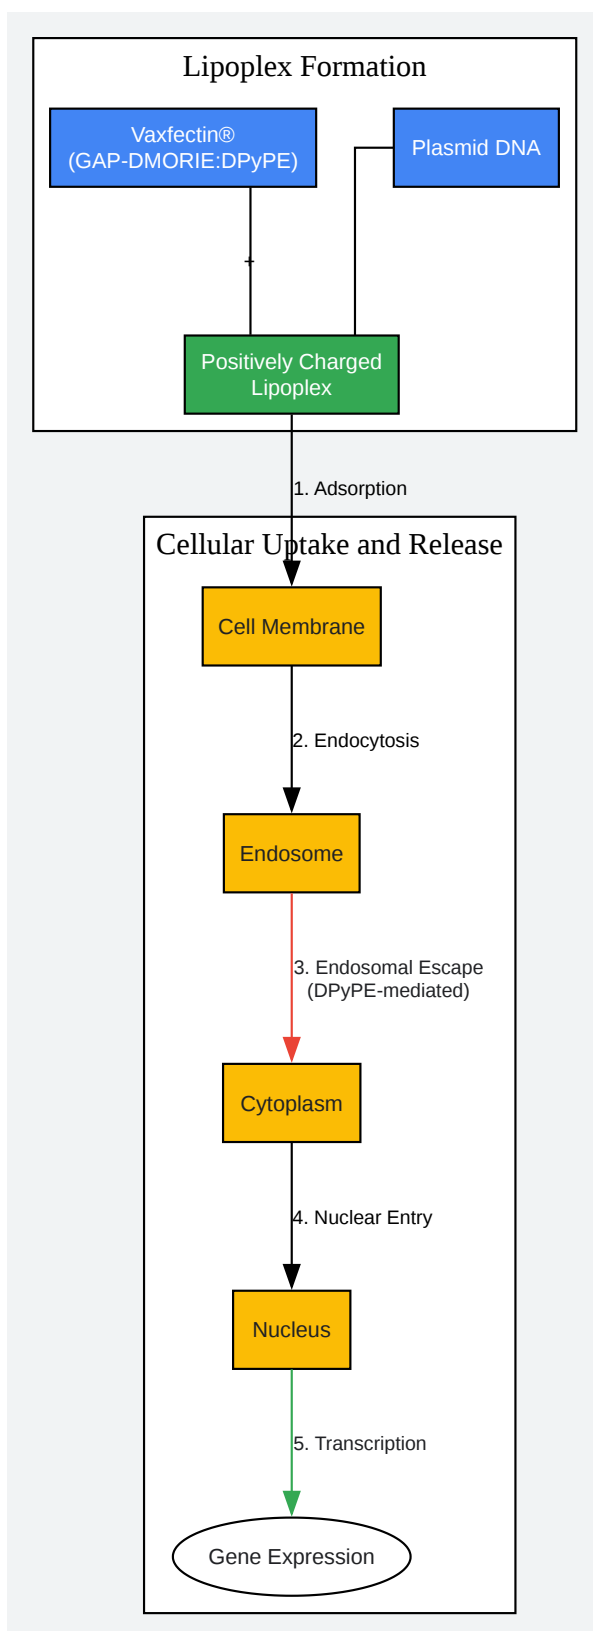 Lipoplex Formation
Vaxfectin®
(GAP-DMORIE:DPyPE)
Plasmid DNA
+
Positively Charged
Lipoplex
1. Adsorption
Cellular Uptake and Release
Cell Membrane
2. Endocytosis
Endosome
3. Endosomal Escape
(DPyPE-mediated)
Cytoplasm
4. Nuclear Entry
Nucleus
5. Transcription
Gene Expression